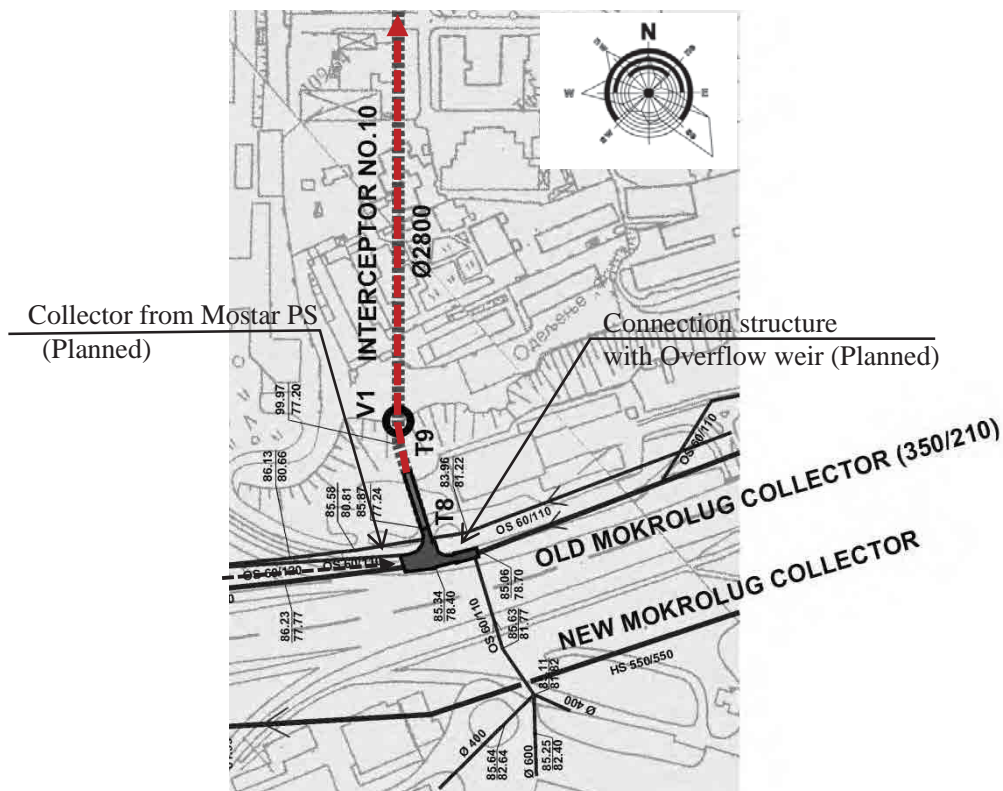 N
NE
W
E
SW
SE
INTERCEPTOR NO.10
Ø2800
V1
Одељење
Collector from Mostar PS
(Planned)
Connection structure
with Overflow weir (Planned)
99.97
77.20
T9
86.13
80.66
85.58
80.81
85.87
77.24
T8
83.96
81.22
OS 60/110
OS 60/110
OLD MOKROLUG COLLECTOR (350/210)
85.34
78.40
85.06
78.70
86.23
77.77
OS 60/110
85.63
81.77
NEW MOKROLUG COLLECTOR
HS 550/550
Ø 400
Ø 400
85.64
82.64
Ø 600
85.25
82.40